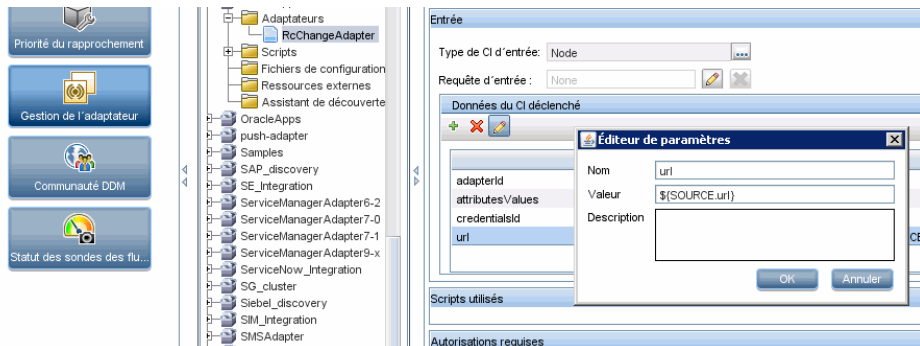 Priorité du rapprochement
Gestion de l´adaptateur
Communauté DDM
Statut des sondes des flu...
Adaptateurs
RcChangeAdapter
Scripts
Fichiers de configuration
Ressources externes
Assistant de découverte
OracleApps
push-adapter
Samples
SAP_discovery
SE_Integration
ServiceManagerAdapter6-2
ServiceManagerAdapter7-0
ServiceManagerAdapter7-1
ServiceManagerAdapter9-x
ServiceNow_Integration
SG_cluster
Siebel_discovery
SIM_Integration
SMSAdapter
Entrée
Type de CI d´entrée: Node ...
Requête d´entrée : None
Données du CI déclenché
adapterId
attributesValues
credentialsId
url
Éditeur de paramètres
Nom url
Valeur ${SOURCE.url}
Description
OK Annuler
Scripts utilisés
Autorisations requises